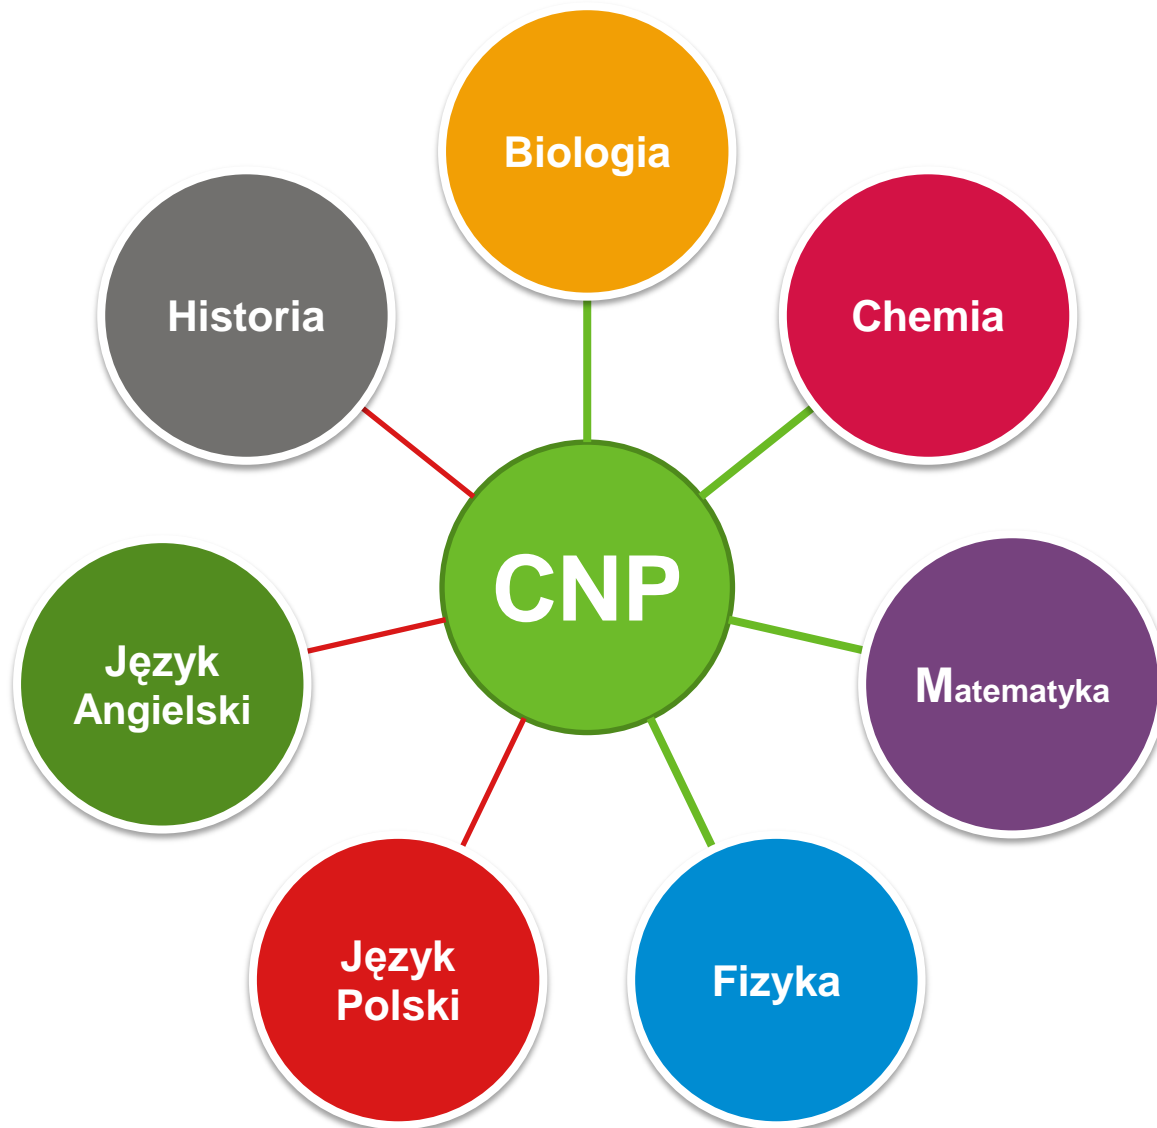 Biologia
Historia
Chemia
CNP
Język
Angielski
Matematyka
Język
Polski
Fizyka